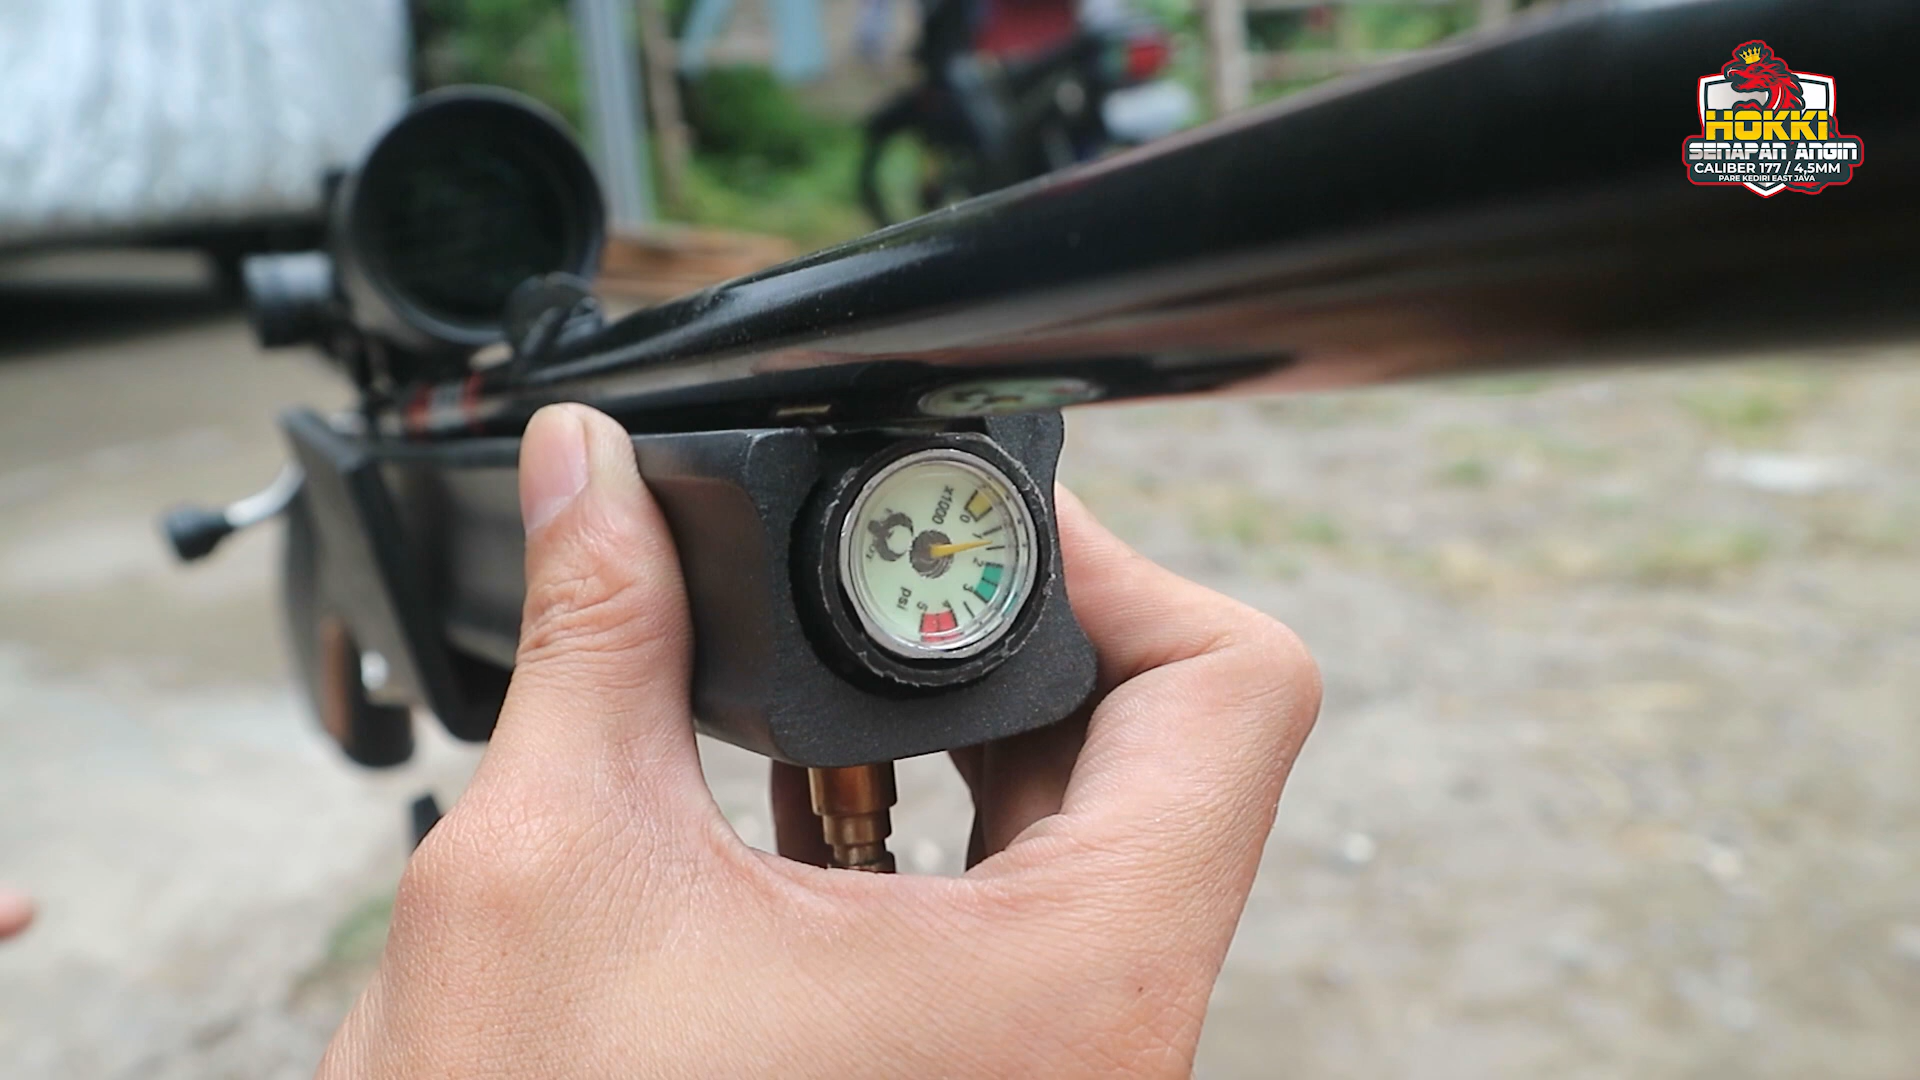 HOKKI
SENAPAN ANGIN
CALIBER 177 / 4,5MM
PARE KEDIRI EAST JAVA
x1000
0
1
2
3
4
5
psi